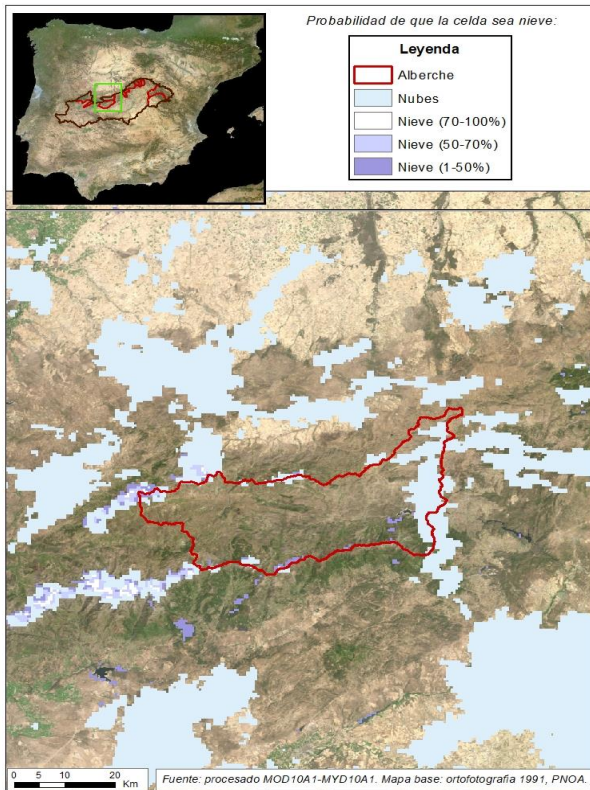 Probabilidad de que la celda sea nieve:
Leyenda
Alberche
Nubes
Nieve (70-100%)
Nieve (50-70%)
Nieve (1-50%)
0 5 10 20
Km
Fuente: procesado MOD10A1-MYD10A1. Mapa base: ortofotografia 1991, PNOA.